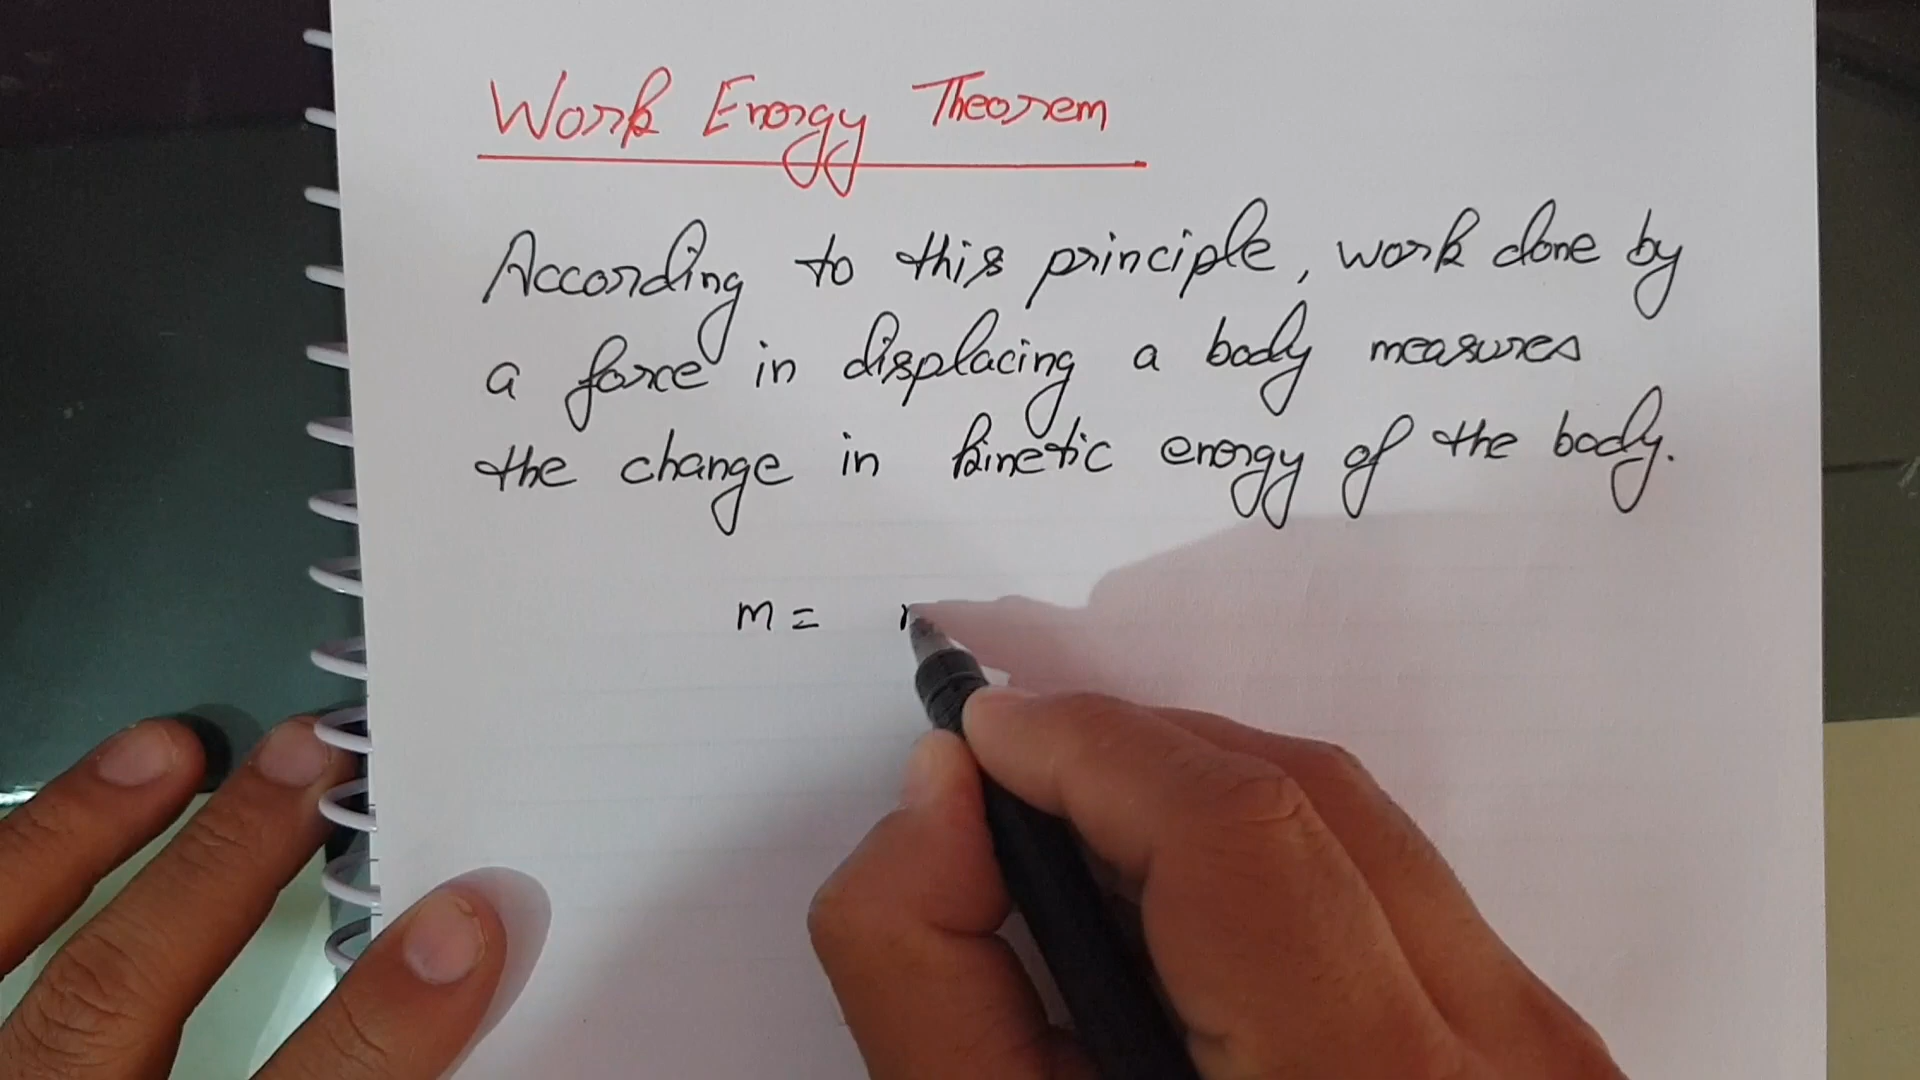 Work Energy Theorem
According to this principle, work done by
a force in displacing a body measures
the change in kinetic energy of the body.
m =